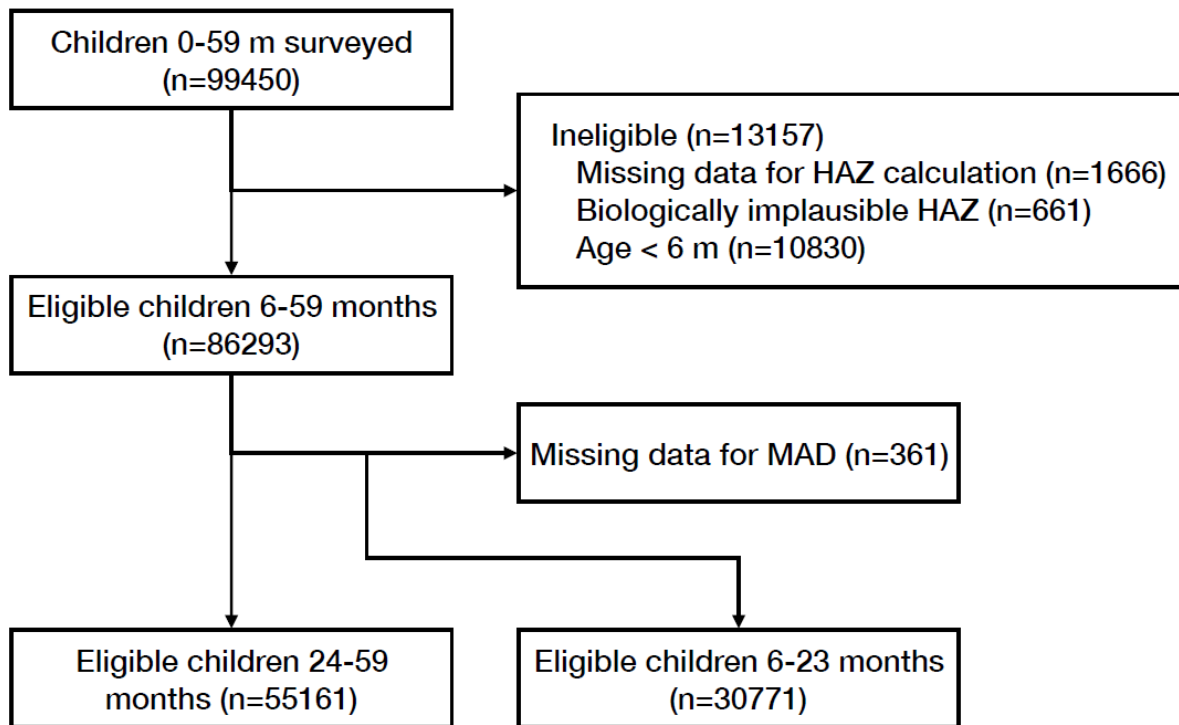 Children 0-59 m surveyed
(n=99450)
Ineligible (n=13157)
Missing data for HAZ calculation (n=1666)
Biologically implausible HAZ (n=661)
Age < 6 m (n=10830)
Eligible children 6-59 months
(n=86293)
Missing data for MAD (n=361)
Eligible children 24-59
months (n=55161)
Eligible children 6-23 months
(n=30771)